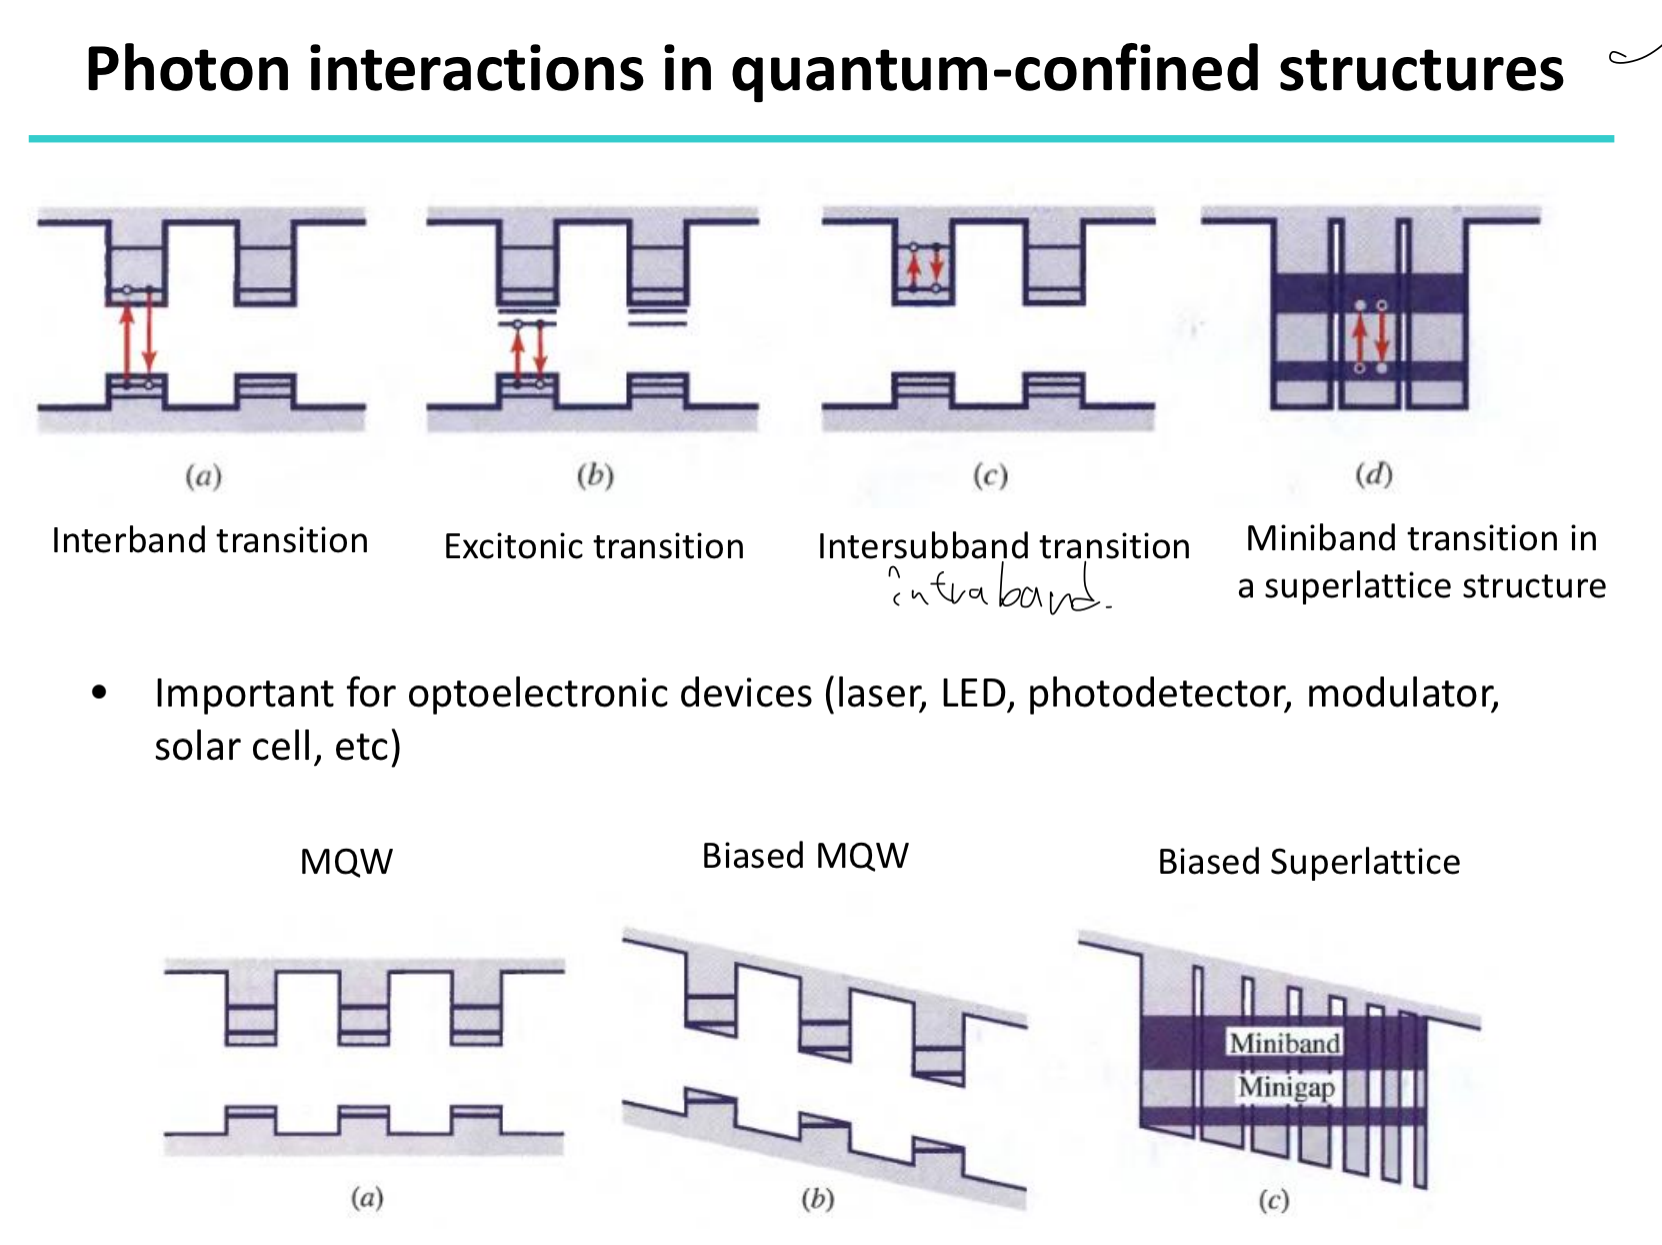 Photon interactions in quantum-confined structures
(a)
(b)
(c)
(d)
Interband transition
Excitonic transition
Intersubband transition
intraband.
Miniband transition in
a superlattice structure
• Important for optoelectronic devices (laser, LED, photodetector, modulator,
solar cell, etc)
MQW
Biased MQW
Biased Superlattice
Miniband
Minigap
(a)
(b)
(c)